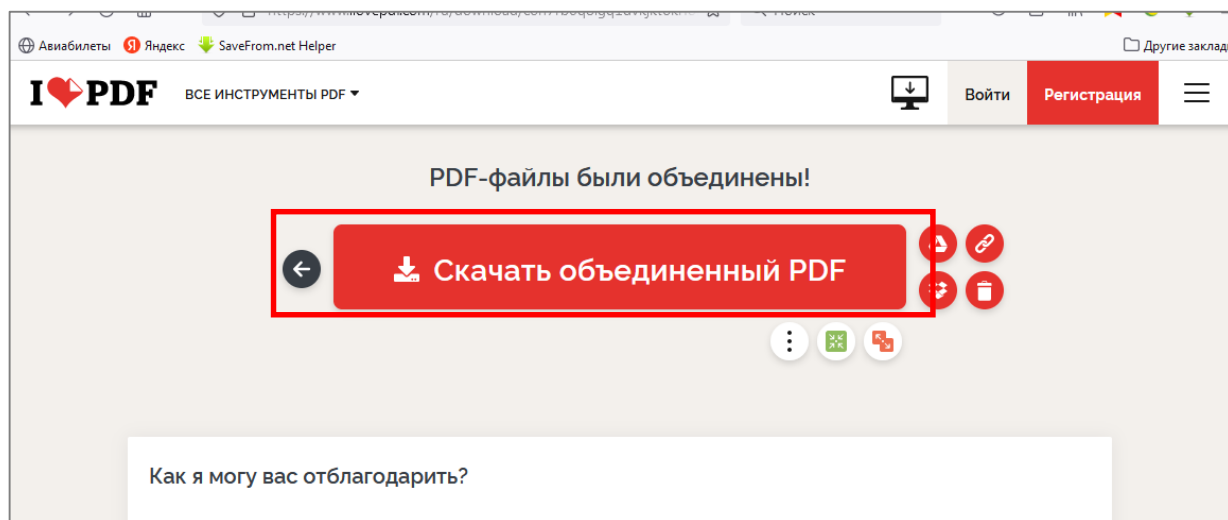 Авиабилеты Яндекс SaveFrom.net Helper Другие заклад
I PDF ВСЕ ИНСТРУМЕНТЫ PDF Войти Регистрация
PDF-файлы были объединены!
Скачать объединенный PDF
Как я могу вас отблагодарить?